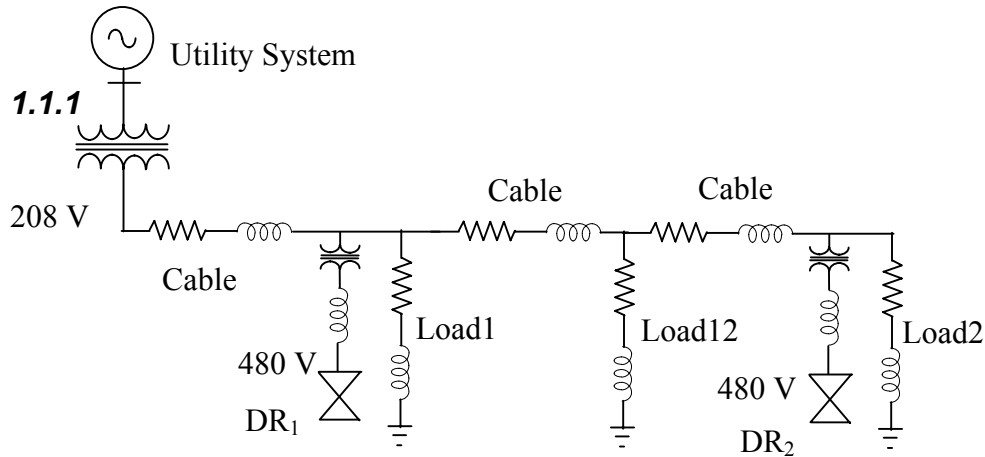 Utility System
1.1.1
208 V
Cable
Cable
Cable
Load1
Load12
Load2
480 V
DR₁
480 V
DR₂